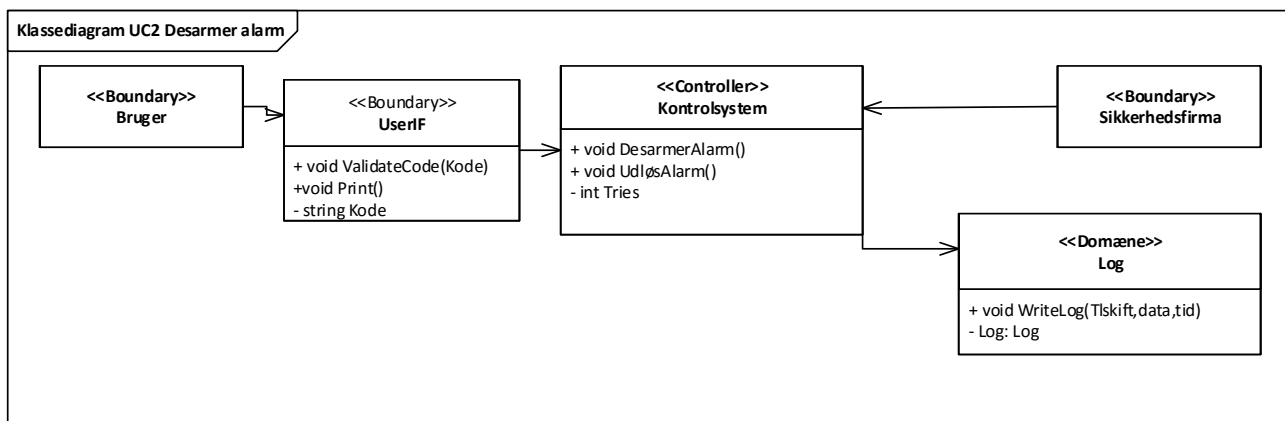 Klassediagram UC2 Desarmer alarm
<<Boundary>>
Bruger
<<Boundary>>
UserIF
+ void ValidateCode(Kode)
+void Print()
- string Kode
<<Controller>>
Kontrolsystem
+ void DesarmerAlarm()
+ void UdløsAlarm()
- int Tries
<<Boundary>>
Sikkerhedsfirma
<<Domæne>>
Log
+ void WriteLog(Tlskift,data,tid)
- Log: Log